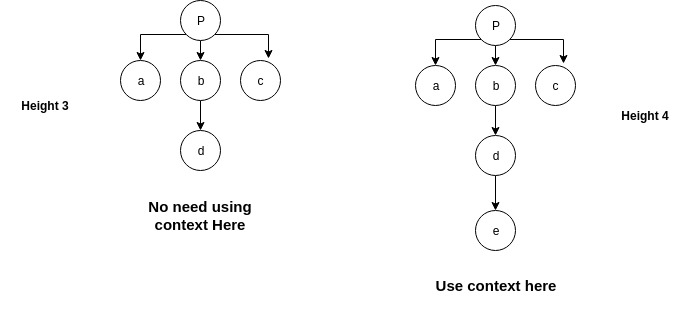 P
a
b
c
Height 3
d
No need using
context Here
P
a
b
c
Height 4
d
e
Use context here